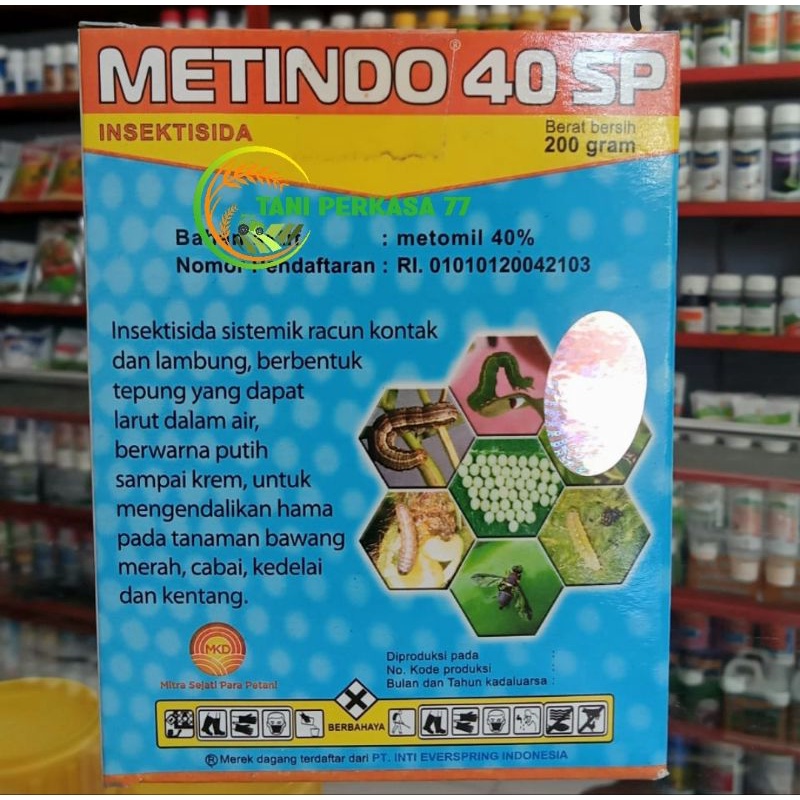 METINDO® 40 SP
INSEKTISIDA
Berat bersih
200 gram
TANI PERKASA 77
: metomil 40%
Nomor Pendaftaran : RI. 01010120042103
Insektisida sistemik racun kontak
dan lambung, berbentuk
tepung yang dapat
larut dalam air,
berwarna putih
sampai krem, untuk
mengendalikan hama
pada tanaman bawang
merah, cabai, kedelai
dan kentang.
MKD
Mitra Sejati Para Petani
Diproduksi pada :
No. Kode produksi :
Bulan dan Tahun kadaluarsa :
BERBAHAYA
® Merek dagang terdaftar dari PT. INTI EVERSPRING INDONESIA